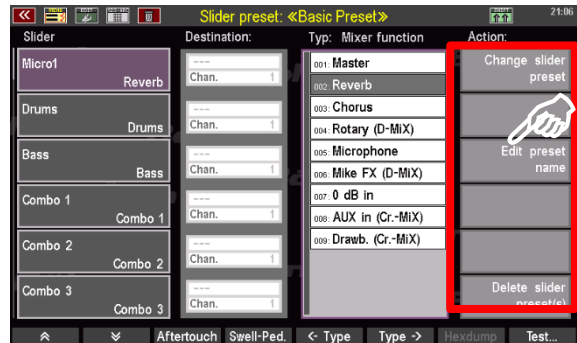 Slider preset: «Basic Preset»
21:06
Slider
Destination:
Typ: Mixer function
Action:
Micro1
Reverb
---
Chan. 1
Drums
Drums
---
Chan. 1
Bass
Bass
---
Chan. 1
Combo 1
Combo 1
---
Chan. 1
Combo 2
Combo 2
---
Chan. 1
Combo 3
Combo 3
---
Chan. 1
001: Master
002: Reverb
003: Chorus
004: Rotary (D-MiX)
005: Microphone
006: Mike FX (D-MiX)
007: 0 dB in
008: AUX in (Cr.-MiX)
009: Drawb. (Cr.-MiX)
Change slider
preset
Edit preset
name
Delete slider
preset(s)
Aftertouch Swell-Ped. <- Type Type -> Hexdump Test...